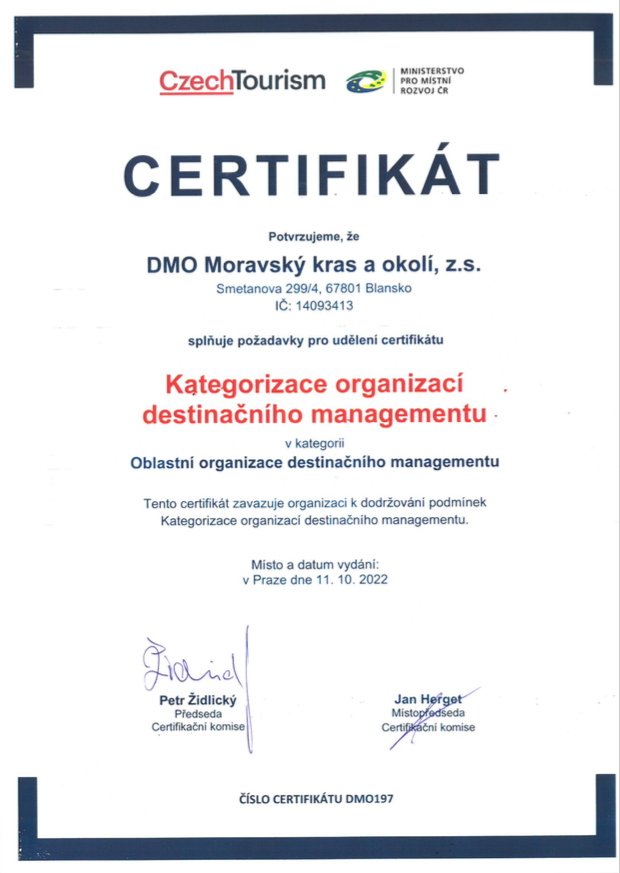 CzechTourism
MINISTERSTVO
PRO MÍSTNÍ
ROZVOJ ČR
CERTIFIKÁT
Potvrzujeme, že
DMO Moravský kras a okolí, z.s.
Smetanova 299/4, 67801 Blansko
IČ: 14093413
splňuje požadavky pro udělení certifikátu
Kategorizace organizací
destinačního managementu
v kategorii
Oblastní organizace destinačního managementu
Tento certifikát zavazuje organizaci k dodržování podmínek
Kategorizace organizací destinačního managementu.
Místo a datum vydání:
v Praze dne 11. 10. 2022
Petr Židlický
Předseda
Certifikační komise
Jan Herget
Místopředseda
Certifikační komise
ČÍSLO CERTIFIKÁTU DMO197